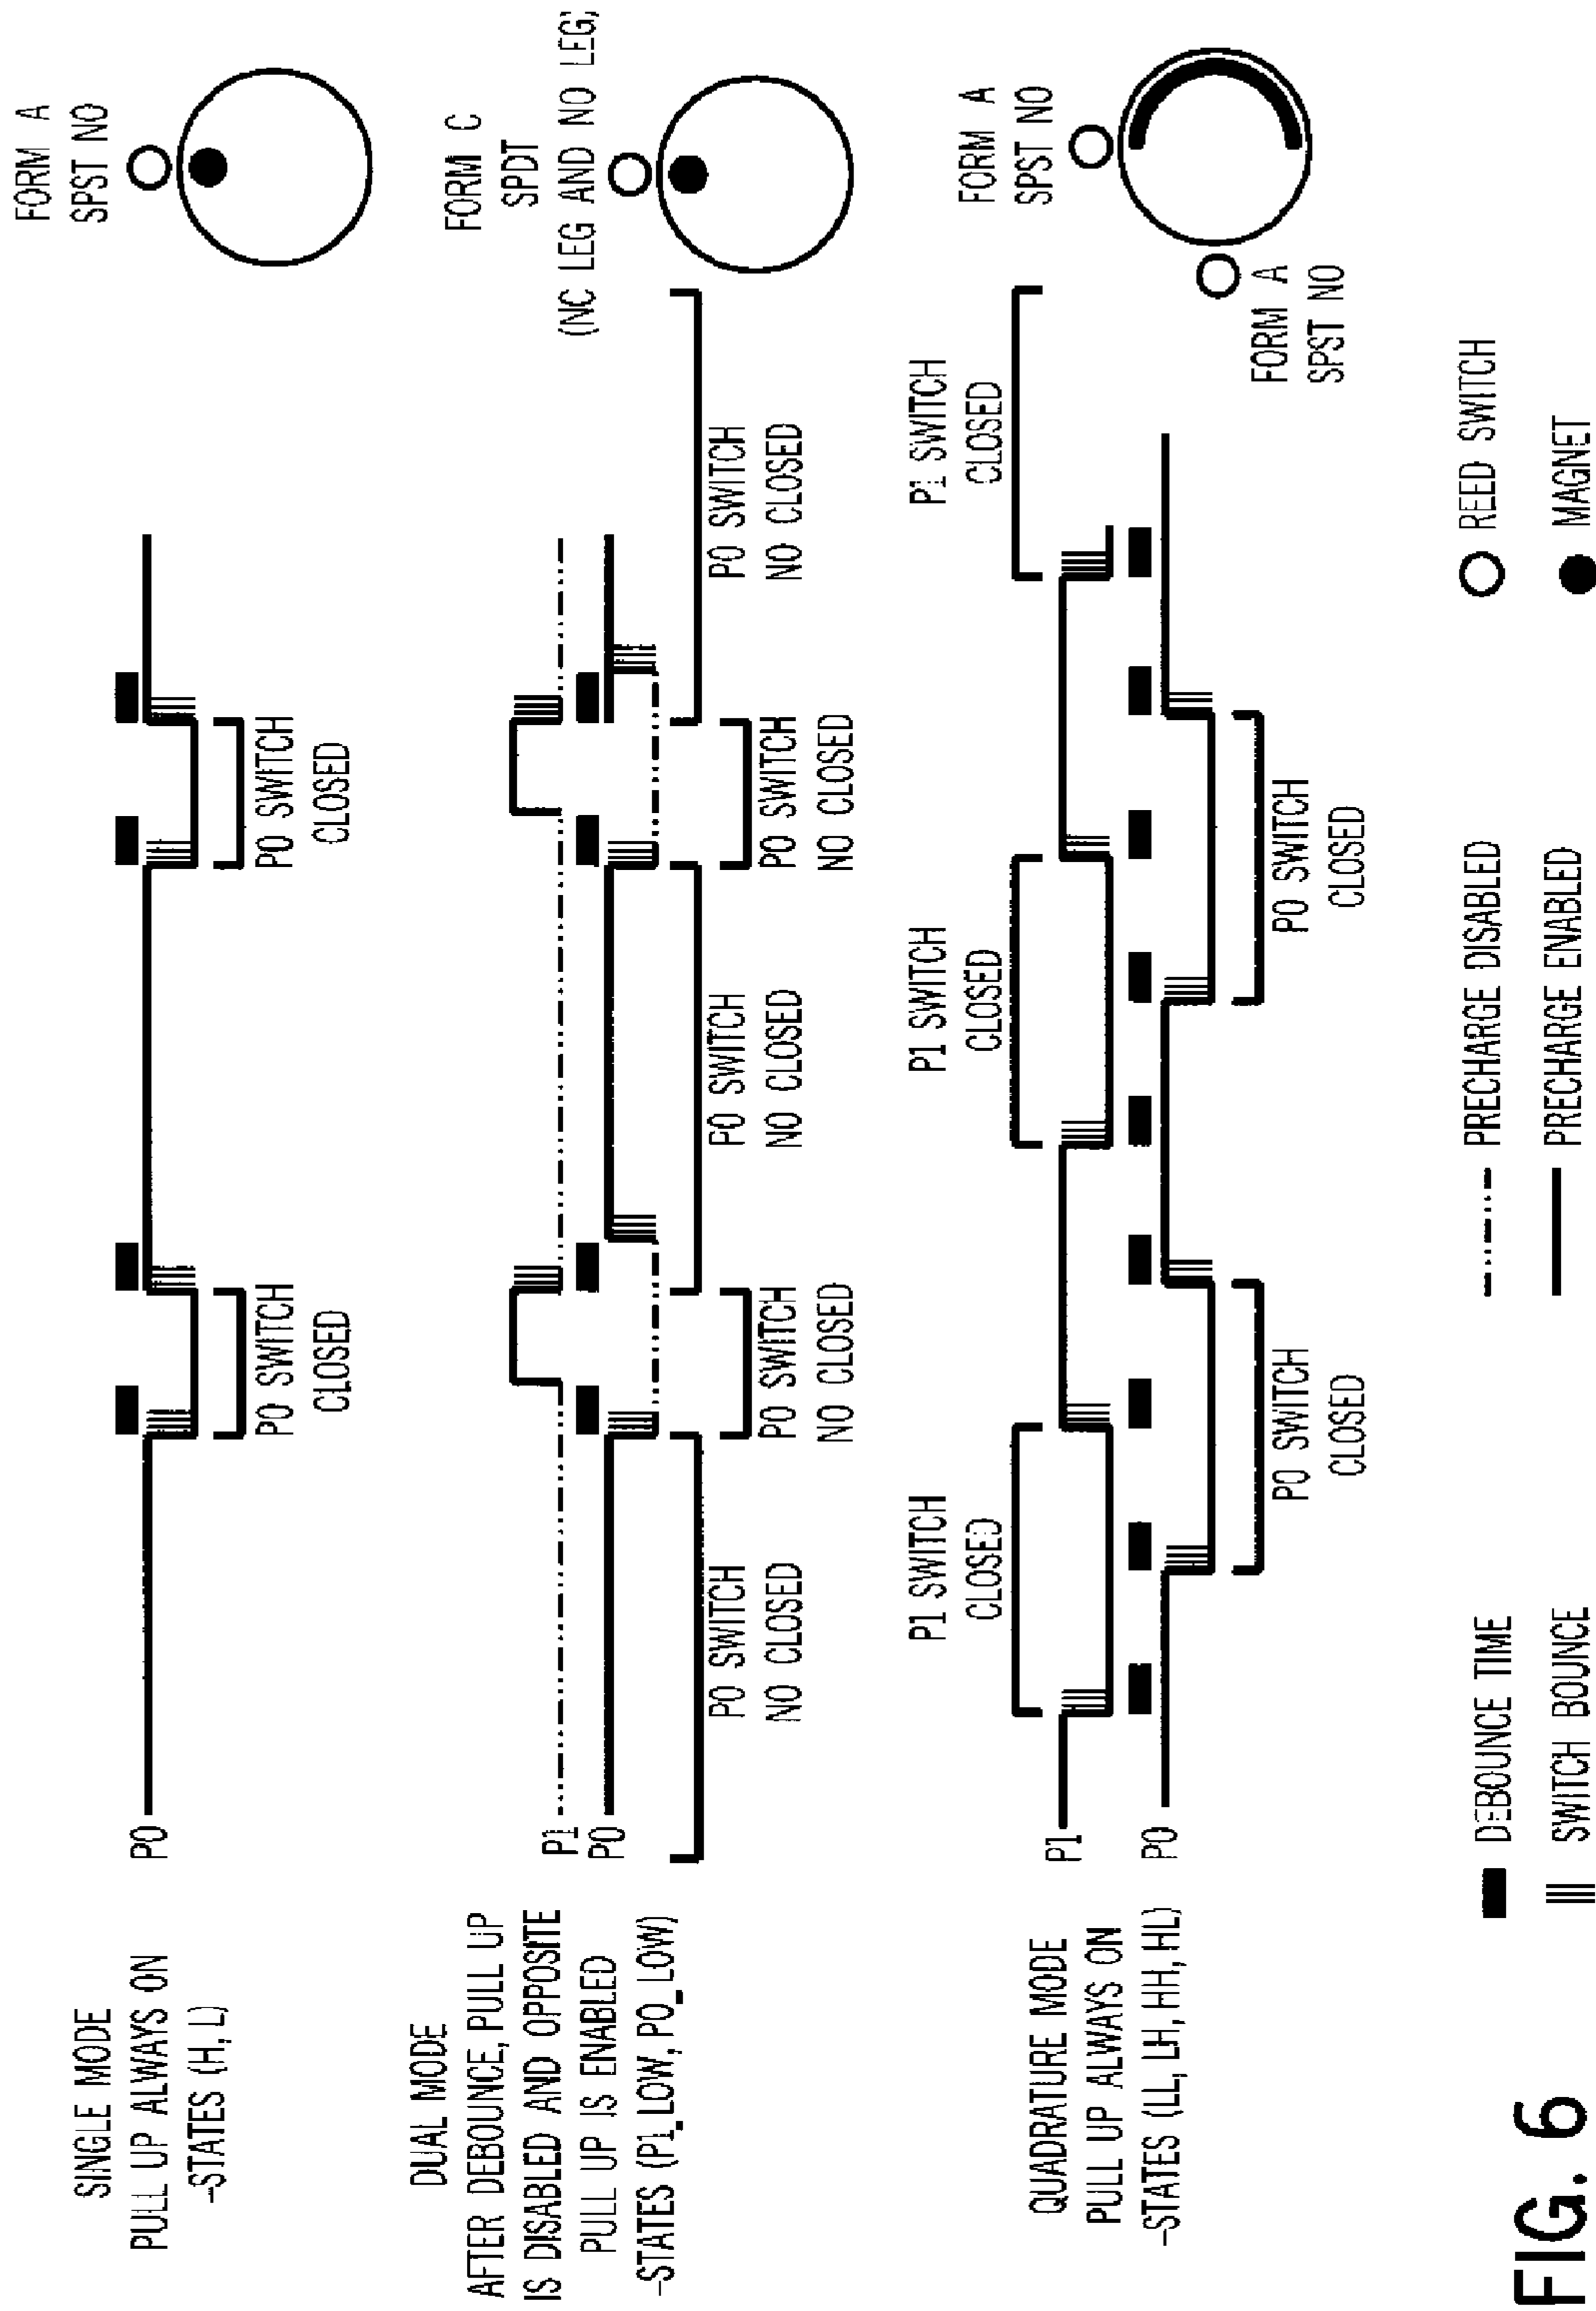 SINGLE MODE
PULL UP ALWAYS ON
-STATES (H, L)
P0
P0 SWITCH
CLOSED
P0 SWITCH
CLOSED
FORM A
SPST NO
DUAL MODE
AFTER DEBOUNCE, PULL UP
IS DISABLED AND OPPOSITE
PULL UP IS ENABLED
-STATES (P1_LOW, P0_LOW)
P1
P0
P0 SWITCH
NO CLOSED
P0 SWITCH
NO CLOSED
P0 SWITCH
NO CLOSED
P0 SWITCH
NO CLOSED
P0 SWITCH
NO CLOSED
FORM C
SPDT
(NC LEG AND NO LEG)
QUADRATURE MODE
PULL UP ALWAYS ON
-STATES (LL, LH, HH, HL)
P1
P0
P1 SWITCH
CLOSED
P1 SWITCH
CLOSED
P1 SWITCH
CLOSED
P0 SWITCH
CLOSED
P0 SWITCH
CLOSED
FORM A
SPST NO
FORM A
SPST NO
DEBOUNCE TIME
PRECHARGE DISABLED
REED SWITCH
SWITCH BOUNCE
PRECHARGE ENABLED
MAGNET
FIG. 6